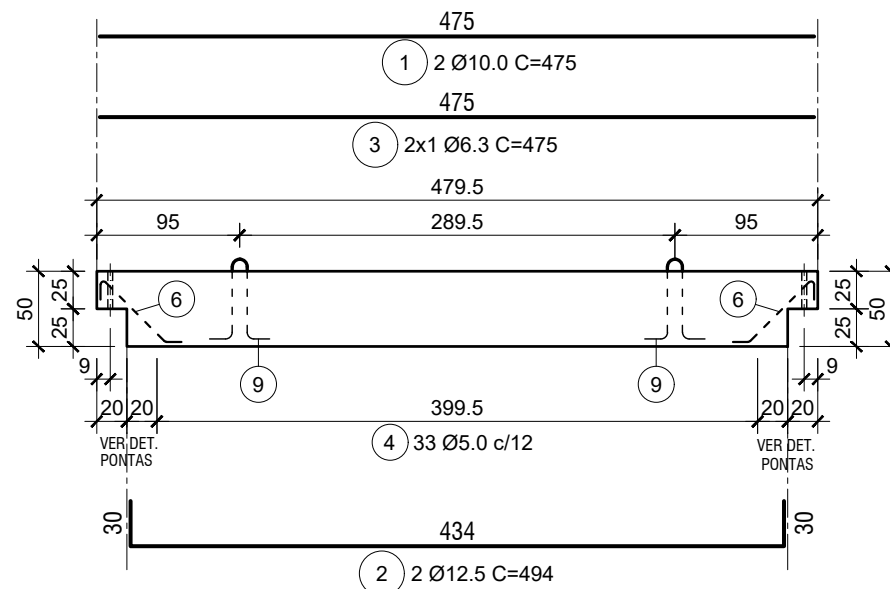 475
1 2 Ø10.0 C=475
475
3 2x1 Ø6.3 C=475
479.5
95 289.5 95
50 25 25 6 6 25 25 50
9 9 9 9
20 20 399.5 20 20
4 33 Ø5.0 c/12
VER DET. PONTAS
VER DET. PONTAS
30 434 30
2 2 Ø12.5 C=494